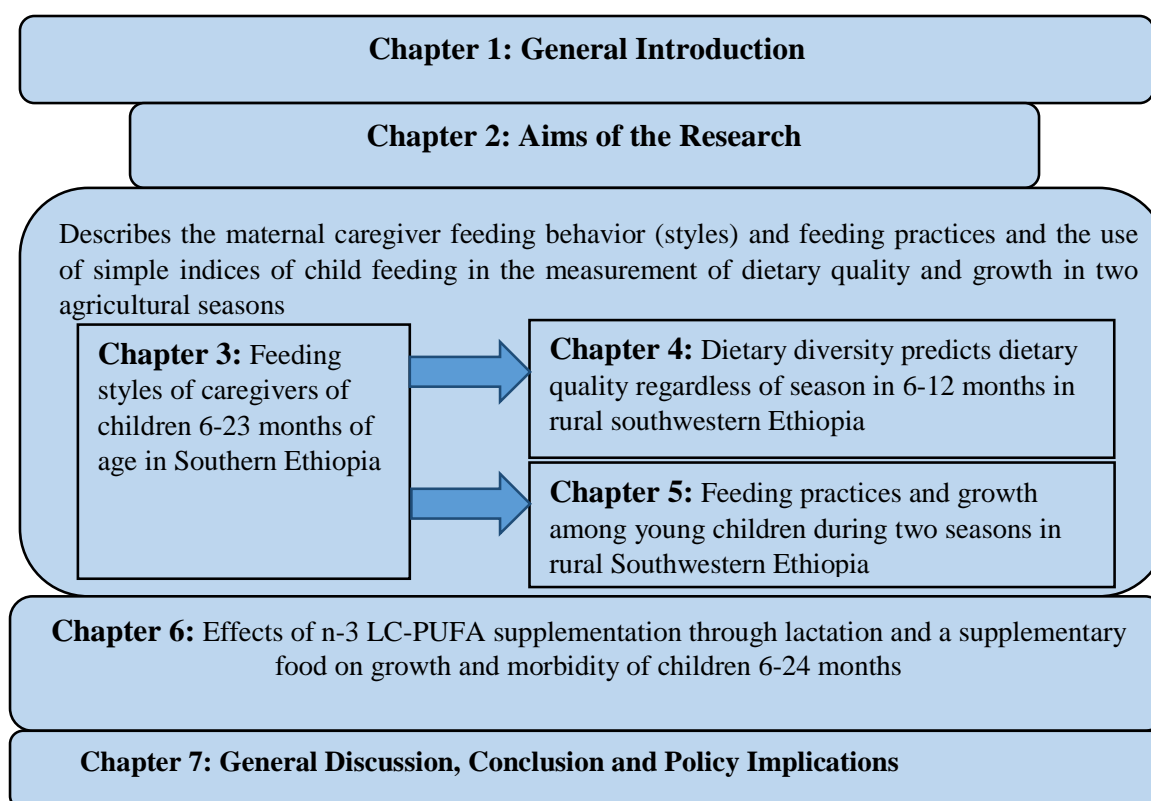 Chapter 1: General Introduction
Chapter 2: Aims of the Research
Describes the maternal caregiver feeding behavior (styles) and feeding practices and the use
of simple indices of child feeding in the measurement of dietary quality and growth in two
agricultural seasons
Chapter 3: Feeding
styles of caregivers of
children 6-23 months of
age in Southern Ethiopia
Chapter 4: Dietary diversity predicts dietary
quality regardless of season in 6-12 months in
rural southwestern Ethiopia
Chapter 5: Feeding practices and growth
among young children during two seasons in
rural Southwestern Ethiopia
Chapter 6: Effects of n-3 LC-PUFA supplementation through lactation and a supplementary
food on growth and morbidity of children 6-24 months
Chapter 7: General Discussion, Conclusion and Policy Implications